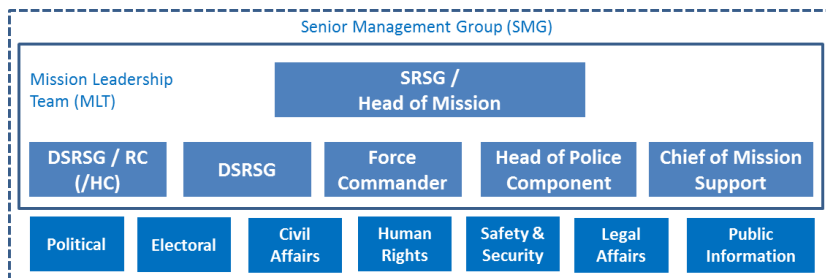 Senior Management Group (SMG)
Mission Leadership
Team (MLT)
SRSG /
Head of Mission
DSRSG / RC
(/HC)
DSRSG
Force
Commander
Head of Police
Component
Chief of Mission
Support
Political
Electoral
Civil
Affairs
Human
Rights
Safety &
Security
Legal
Affairs
Public
Information